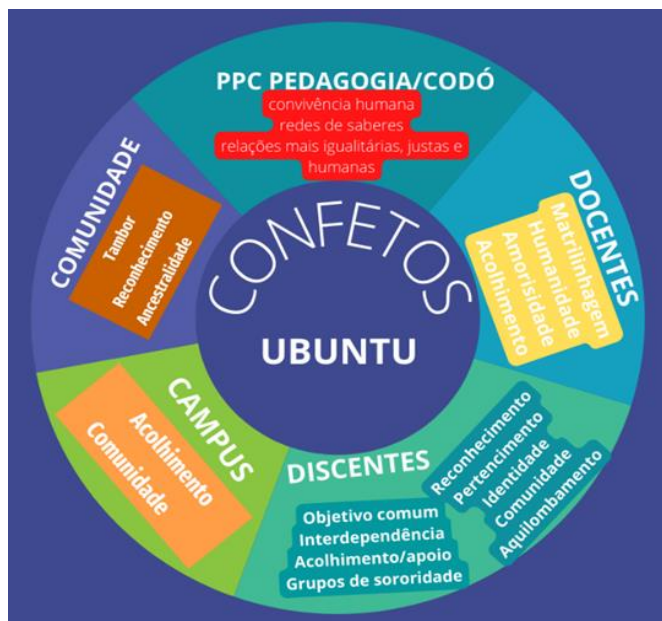 PPC PEDAGOGIA/CODÓ
convivência humana
redes de saberes
relações mais igualitárias, justas e
humanas
DOCENTES
Matrilinhagem
Humanidade
Amorisidade
Acolhimento
DISCENTES
Reconhecimento
Pertencimento
Identidade
Comunidade
Aquilombamento
Objetivo comum
Interdependência
Acolhimento/apoio
Grupos de sororidade
CAMPUS
Acolhimento
Comunidade
COMUNIDADE
Tambor
Reconhecimento
Ancestralidade
CONFETOS
UBUNTU